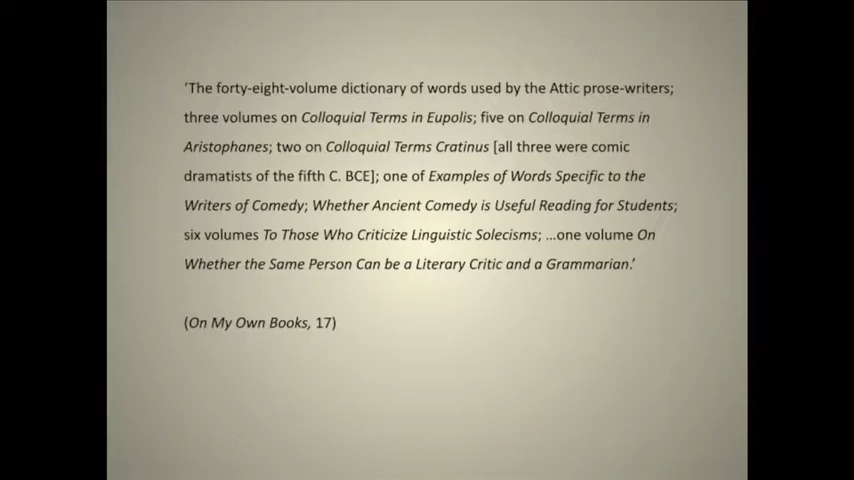 ‘The forty-eight-volume dictionary of words used by the Attic prose-writers;
three volumes on Colloquial Terms in Eupolis; five on Colloquial Terms in
Aristophanes; two on Colloquial Terms Cratinus [all three were comic
dramatists of the fifth C. BCE]; one of Examples of Words Specific to the
Writers of Comedy; Whether Ancient Comedy is Useful Reading for Students;
six volumes To Those Who Criticize Linguistic Solecisms; …one volume On
Whether the Same Person Can be a Literary Critic and a Grammarian.’
(On My Own Books, 17)